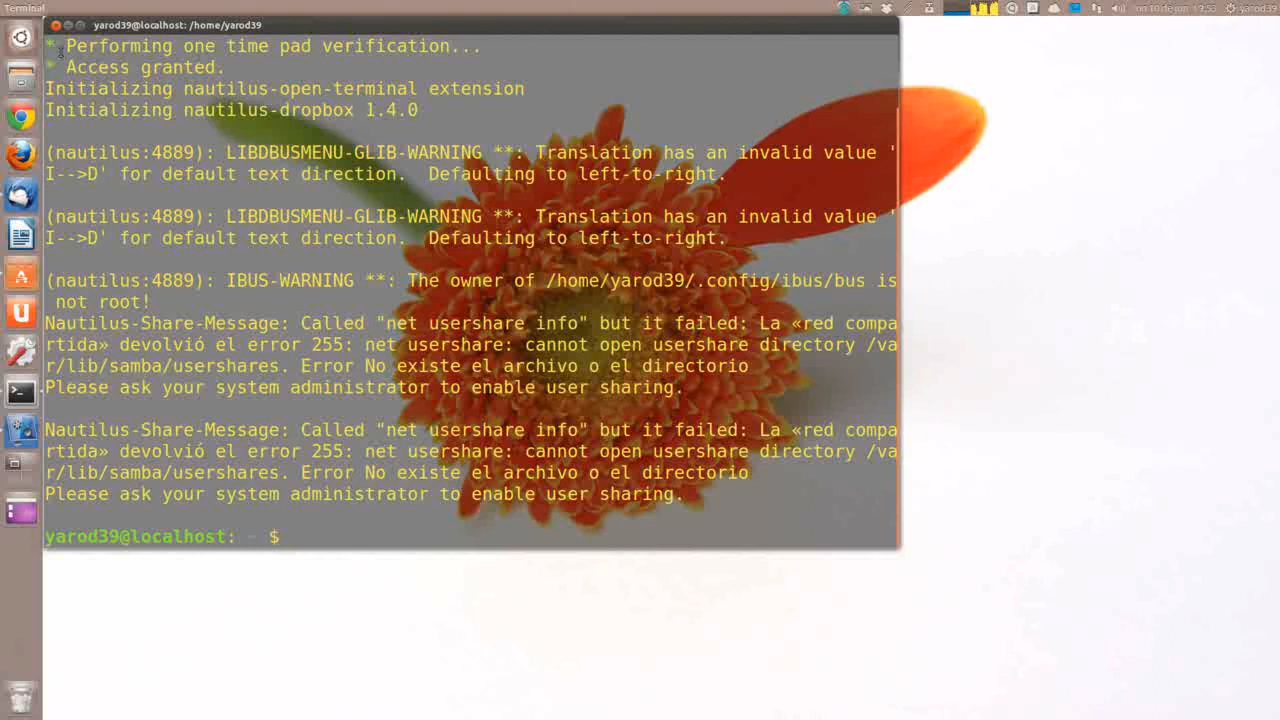 Terminal
19:53
yarod39
yarod39@localhost: /home/yarod39
* Performing one time pad verification...
* Access granted.
Initializing nautilus-open-terminal extension
Initializing nautilus-dropbox 1.4.0
(nautilus:4889): LIBDBUSMENU-GLIB-WARNING **: Translation has an invalid value '
I-->D' for default text direction.  Defaulting to left-to-right.
(nautilus:4889): LIBDBUSMENU-GLIB-WARNING **: Translation has an invalid value '
I-->D' for default text direction.  Defaulting to left-to-right.
(nautilus:4889): IBUS-WARNING **: The owner of /home/yarod39/.config/ibus/bus is
not root!
Nautilus-Share-Message: Called "net usershare info" but it failed: La «red compa
rtida» devolvió el error 255: net usershare: cannot open usershare directory /va
r/lib/samba/usershares. Error No existe el archivo o el directorio
Please ask your system administrator to enable user sharing.
Nautilus-Share-Message: Called "net usershare info" but it failed: La «red compa
rtida» devolvió el error 255: net usershare: cannot open usershare directory /va
r/lib/samba/usershares. Error No existe el archivo o el directorio
Please ask your system administrator to enable user sharing.
yarod39@localhost: ~ $